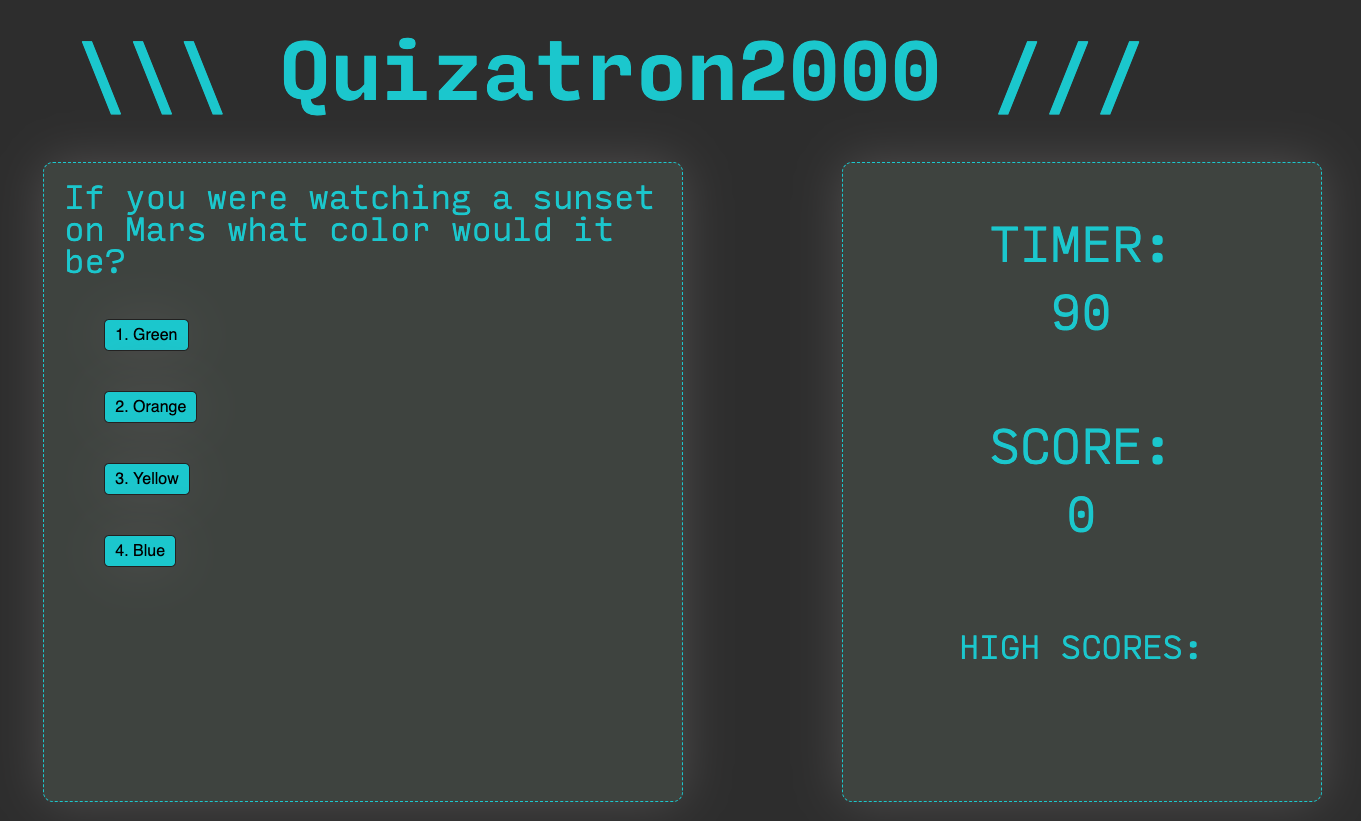 \\\ Quizatron2000 ///
If you were watching a sunset
on Mars what color would it
be?
1. Green
2. Orange
3. Yellow
4. Blue
TIMER:
90
SCORE:
0
HIGH SCORES: